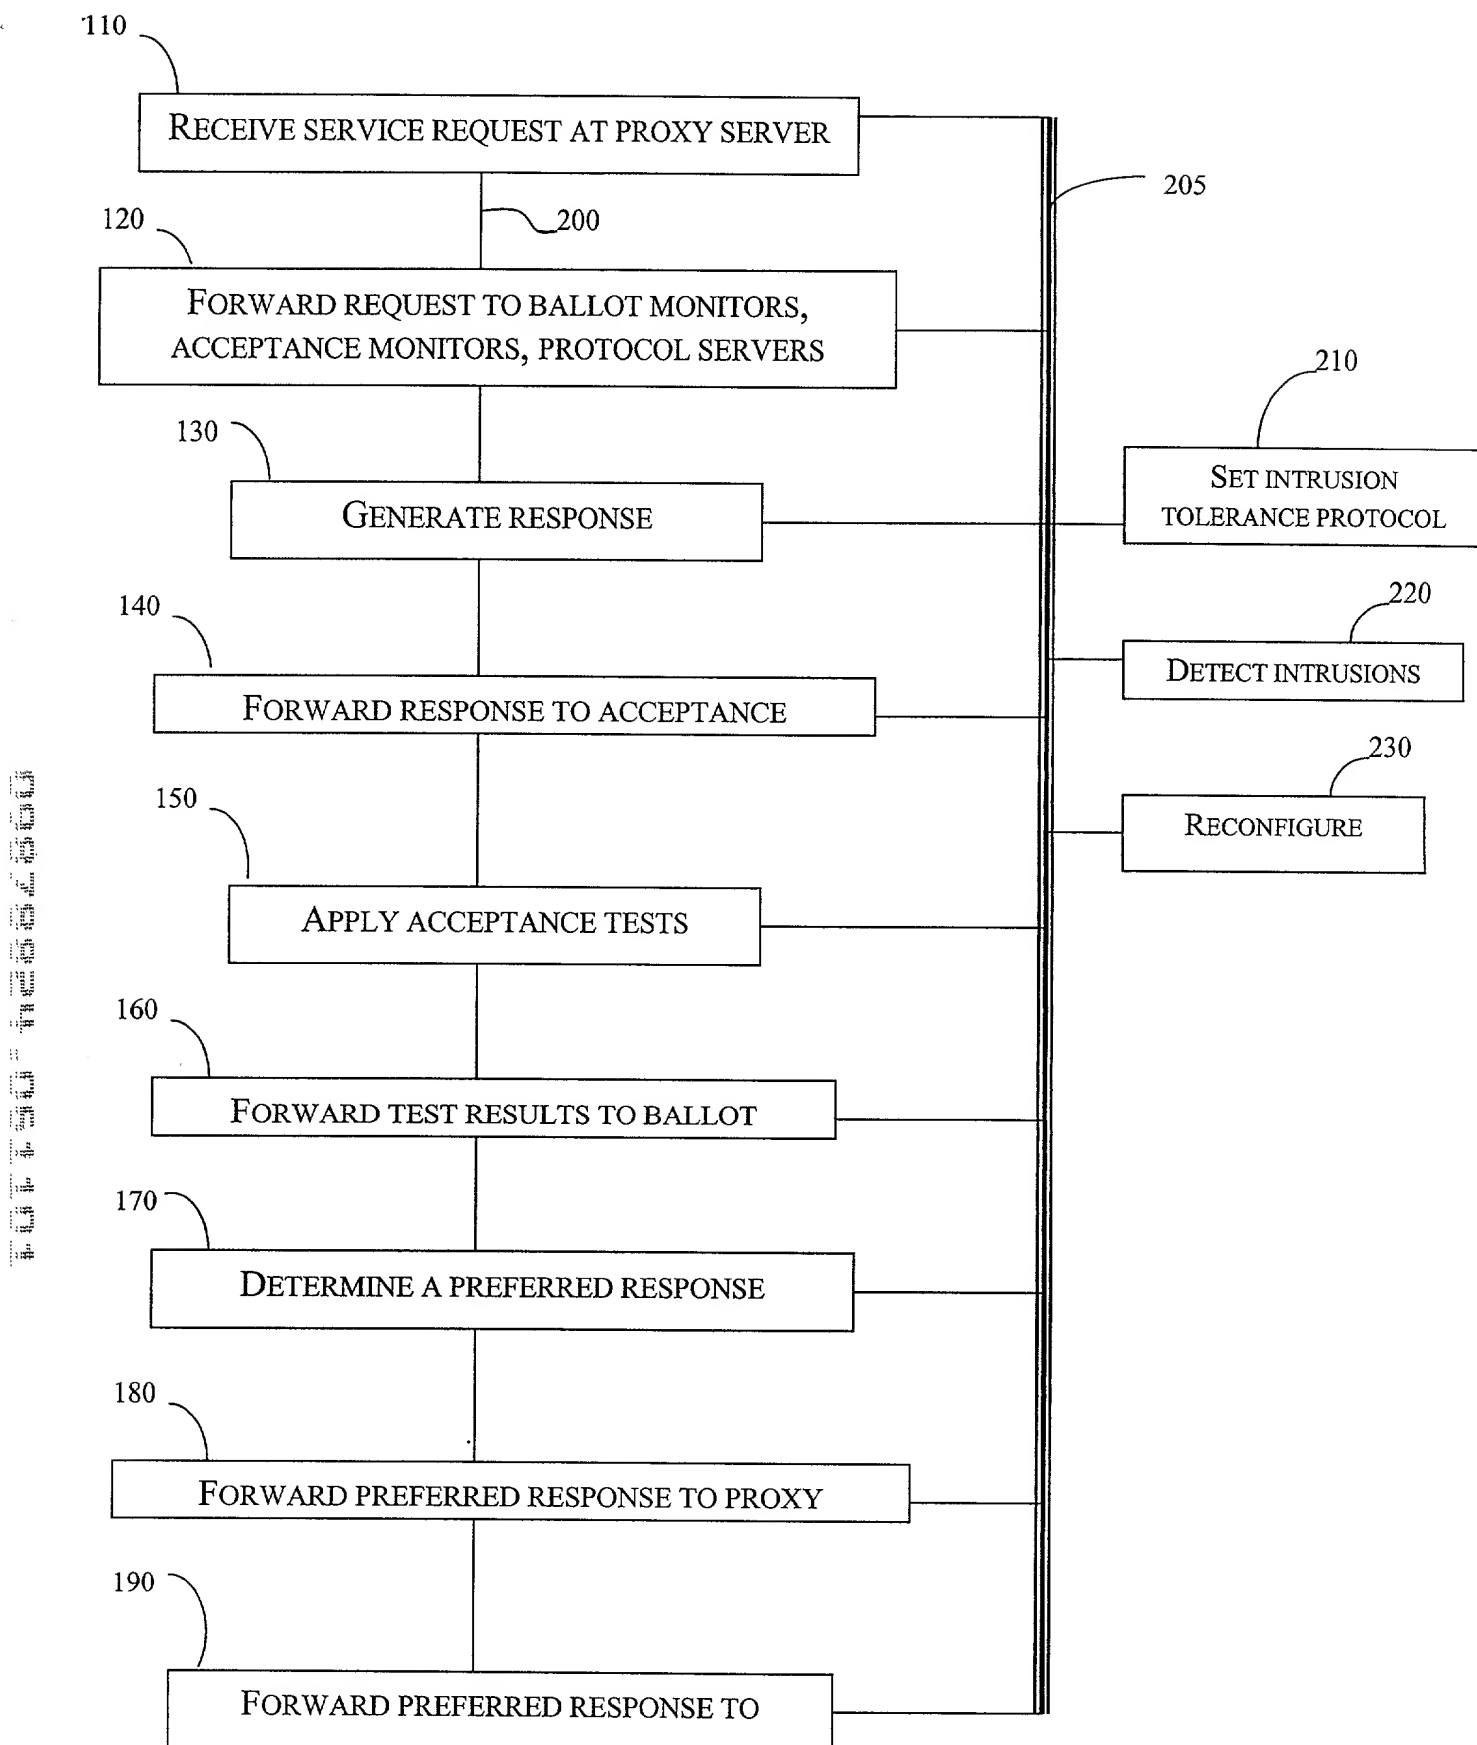 110
RECEIVE SERVICE REQUEST AT PROXY SERVER
205
200
120
FORWARD REQUEST TO BALLOT MONITORS,
ACCEPTANCE MONITORS, PROTOCOL SERVERS
210
130
SET INTRUSION
TOLERANCE PROTOCOL
GENERATE RESPONSE
220
140
DETECT INTRUSIONS
FORWARD RESPONSE TO ACCEPTANCE
230
150
RECONFIGURE
APPLY ACCEPTANCE TESTS
160
FORWARD TEST RESULTS TO BALLOT
170
DETERMINE A PREFERRED RESPONSE
180
FORWARD PREFERRED RESPONSE TO PROXY
190
FORWARD PREFERRED RESPONSE TO